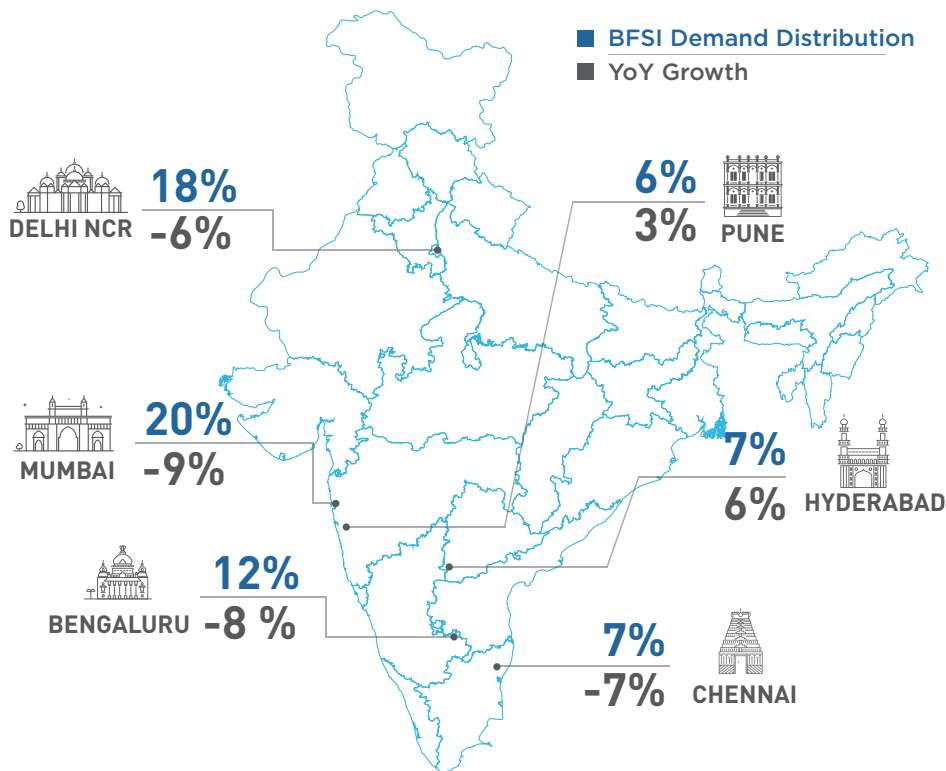 BFSI Demand Distribution
YoY Growth
18%
-6%
DELHI NCR
6%
3%
PUNE
20%
-9%
MUMBAI
7%
6%
HYDERABAD
12%
-8 %
BENGALURU
7%
-7%
CHENNAI